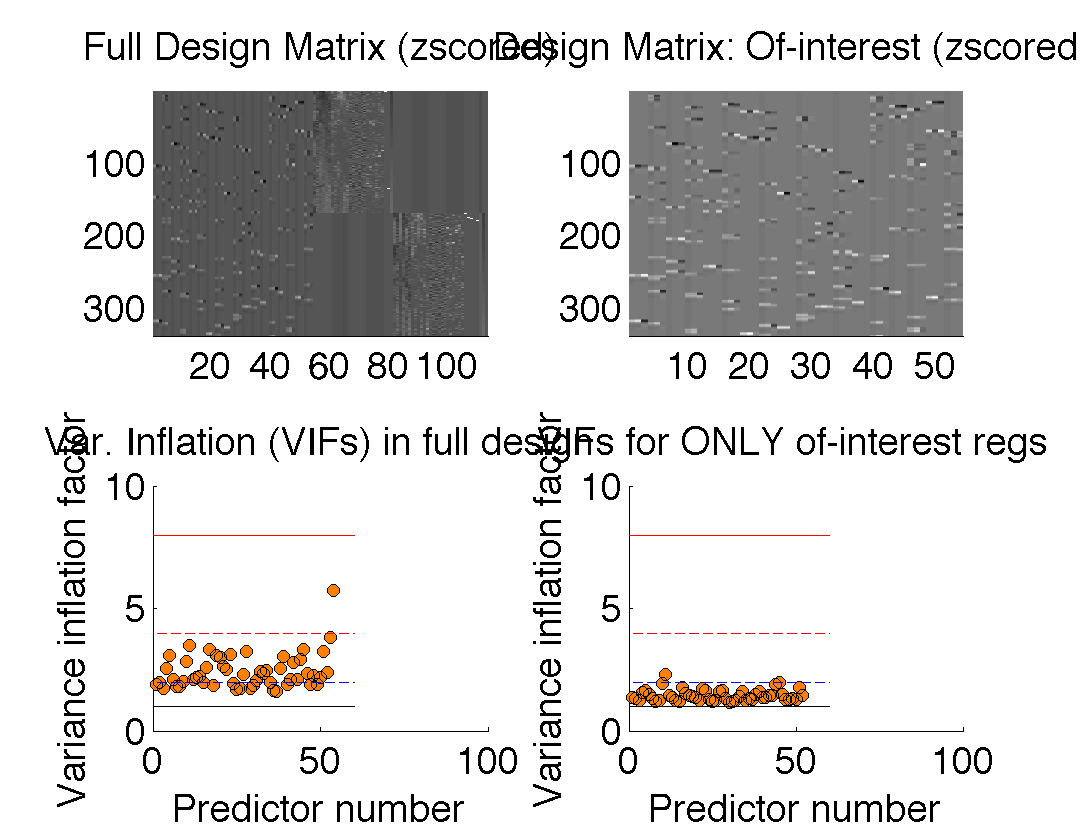 Full Design Matrix (zscored)
Design Matrix: Of-interest (zscored
100
200
300
20 40 60 80 100
100
200
300
10 20 30 40 50
Var. Inflation (VIFs) in full design
VIFs for ONLY of-interest regs
Variance inflation factor
10
5
0
0 50 100
Predictor number
Variance inflation factor
10
5
0
0 50 100
Predictor number